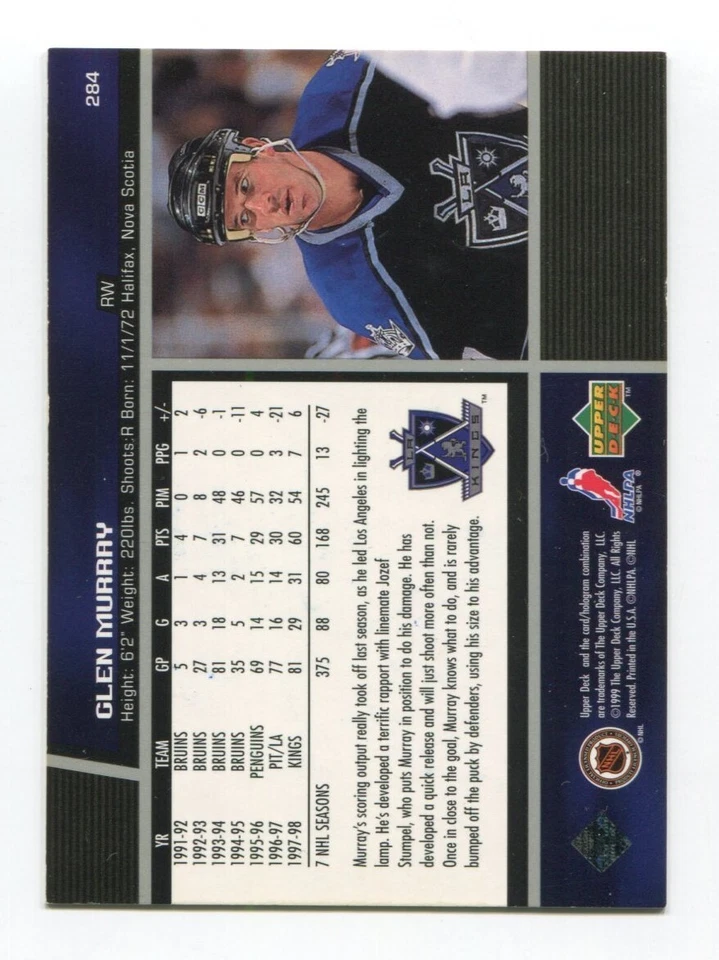 284
GLEN MURRAY
RW
Height: 6'2" Weight: 220lbs. Shoots:R Born: 11/1/72 Halifax, Nova Scotia
CCM
LA
YR TEAM GP G A PTS PIM PPG +/-
1991-92 BRUINS 5 3 1 4 0 1 2
1992-93 BRUINS 27 3 4 7 8 2 -6
1993-94 BRUINS 81 18 13 31 48 0 -1
1994-95 BRUINS 35 5 2 7 46 0 -11
1995-96 PENGUINS 69 14 15 29 57 0 4
1996-97 PIT/LA 77 16 14 30 32 3 -21
1997-98 KINGS 81 29 31 60 54 7 6
7 NHL SEASONS 375 88 80 168 245 13 -27
Murray's scoring output really took off last season, as he led Los Angeles in lighting the
lamp. He's developed a terrific rapport with linemate Jozef
Stumpel, who puts Murray in position to do his damage. He has
developed a quick release and will just shoot more often than not.
Once in close to the goal, Murray knows what to do, and is rarely
bumped off the puck by defenders, using his size to his advantage.
LA
KINGS
TM
NHL
© NHL
Upper Deck and the card/hologram combination
are trademarks of The Upper Deck Company, LLC.
©1999 The Upper Deck Company, LLC. All Rights
Reserved. Printed in the U.S.A. ©NHLPA. ©NHL
NHLPA
®
© NHLPA
UPPER
DECK
TM